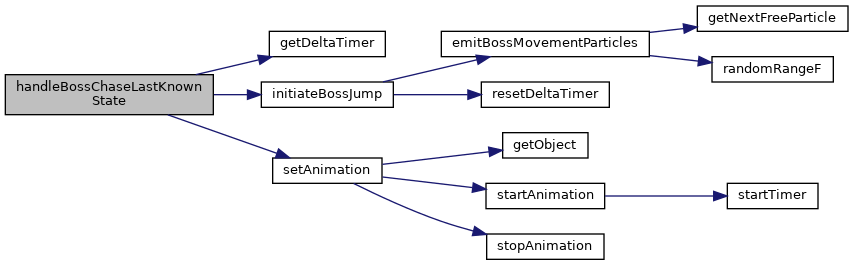 handleBossChaseLastKnown
State
getDeltaTimer
initiateBossJump
setAnimation
emitBossMovementParticles
resetDeltaTimer
getObject
startAnimation
stopAnimation
getNextFreeParticle
randomRangeF
startTimer